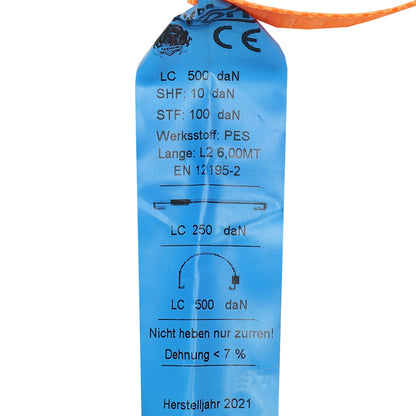 CE
LC 500 daN
SHF: 10 daN
STF: 100 daN
Werksstoff: PES
Lange: L2 6,00MT
EN 12195-2
LC 250 daN
LC 500 daN
Nicht heben nur zurren!
Dehnung < 7 %
Herstelljahr 2021